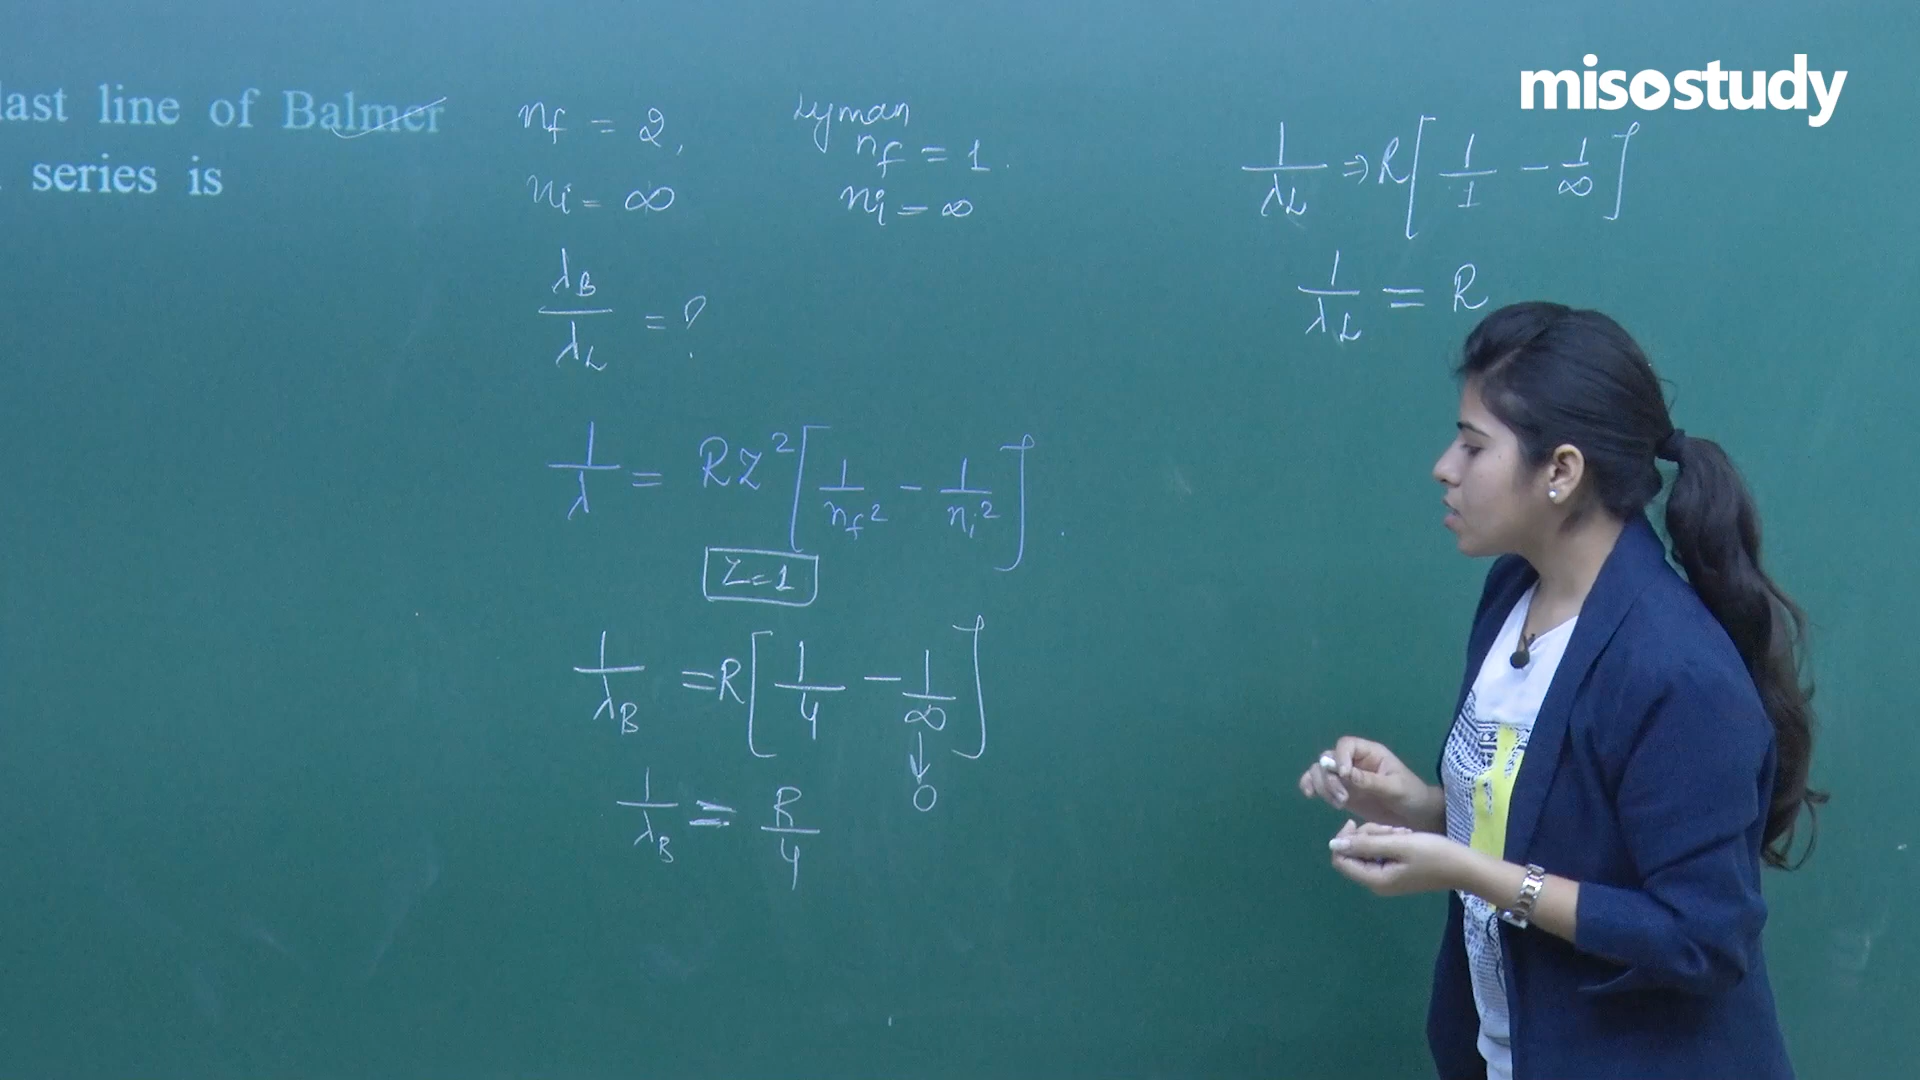 misostudy
last line of Balmer
series is
nf = 2,
ni = ∞
Lyman
nf = 1.
ni = ∞
λB/λL = ?
1/λ = RZ² [1/nf² - 1/ni²]
Z=1
1/λB = R[1/4 - 1/∞]
↓
0
1/λB = R/4
1/λL ⇒ R[1/1 - 1/∞]
1/λL = R